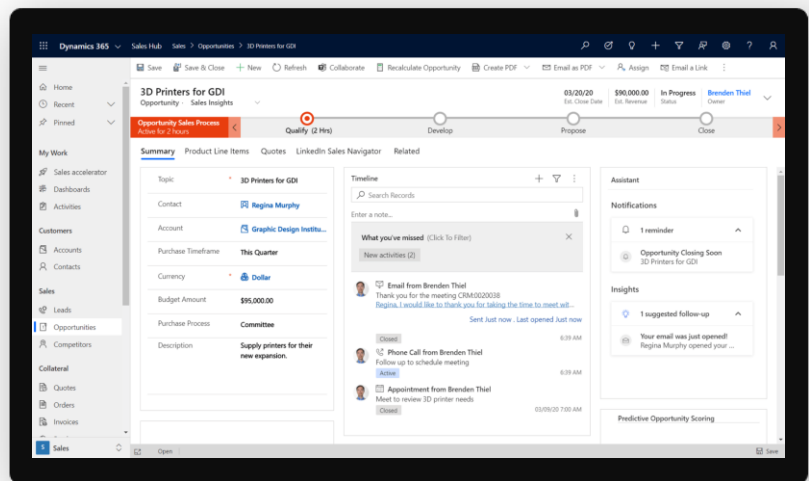 Dynamics 365
Sales Hub Sales > Opportunities > 3D Printers for GDI
Save Save & Close + New Refresh Collaborate Recalculate Opportunity Create PDF Email as PDF Assign Email a Link
Home
Recent
Pinned
My Work
Sales accelerator
Dashboards
Activities
Customers
Accounts
Contacts
Sales
Leads
Opportunities
Competitors
Collateral
Quotes
Orders
Invoices
S Sales
3D Printers for GDI
Opportunity · Sales Insights
03/20/20
Est. Close Date
$90,000.00
Est. Revenue
In Progress
Status
Brenden Thiel
Owner
Opportunity Sales Process
Active for 2 hours
Qualify (2 Hrs)
Develop
Propose
Close
Summary Product Line Items Quotes LinkedIn Sales Navigator Related
Topic * 3D Printers for GDI
Contact Regina Murphy
Account Graphic Design Institu...
Purchase Timeframe This Quarter
Currency * Dollar
Budget Amount $95,000.00
Purchase Process Committee
Description Supply printers for their
new expansion.
Timeline
Search Records
Enter a note...
What you've missed (Click To Filter)
New activities (2)
Email from Brenden Thiel
Thank you for the meeting CRM:0020038
Regina, I would like to thank you for taking the time to meet wit...
Sent Just now . Last opened Just now
Closed 6:39 AM
Phone Call from Brenden Thiel
Follow up to schedule meeting
Active 6:39 AM
Appointment from Brenden Thiel
Meet to review 3D printer needs
Closed 03/09/20 7:00 AM
Assistant
Notifications
1 reminder
Opportunity Closing Soon
3D Printers for GDI
Insights
1 suggested follow-up
Your email was just opened!
Regina Murphy opened your ...
Predictive Opportunity Scoring
Open
Save